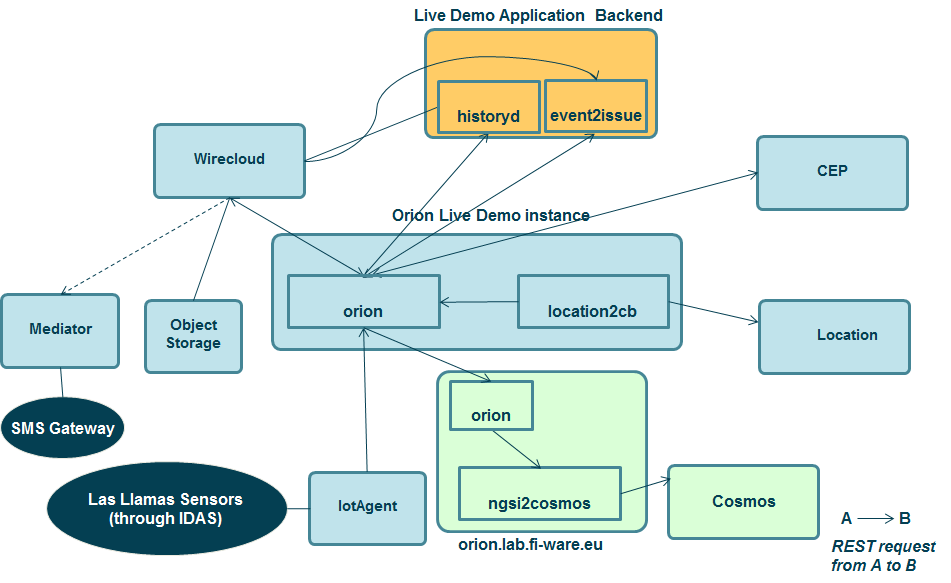 Live Demo Application Backend
historyd
event2issue
Wirecloud
CEP
Orion Live Demo instance
orion
location2cb
Mediator
Object
Storage
Location
orion
SMS Gateway
Las Llamas Sensors
(through IDAS)
IotAgent
ngsi2cosmos
Cosmos
orion.lab.fi-ware.eu
A B
REST request
from A to B